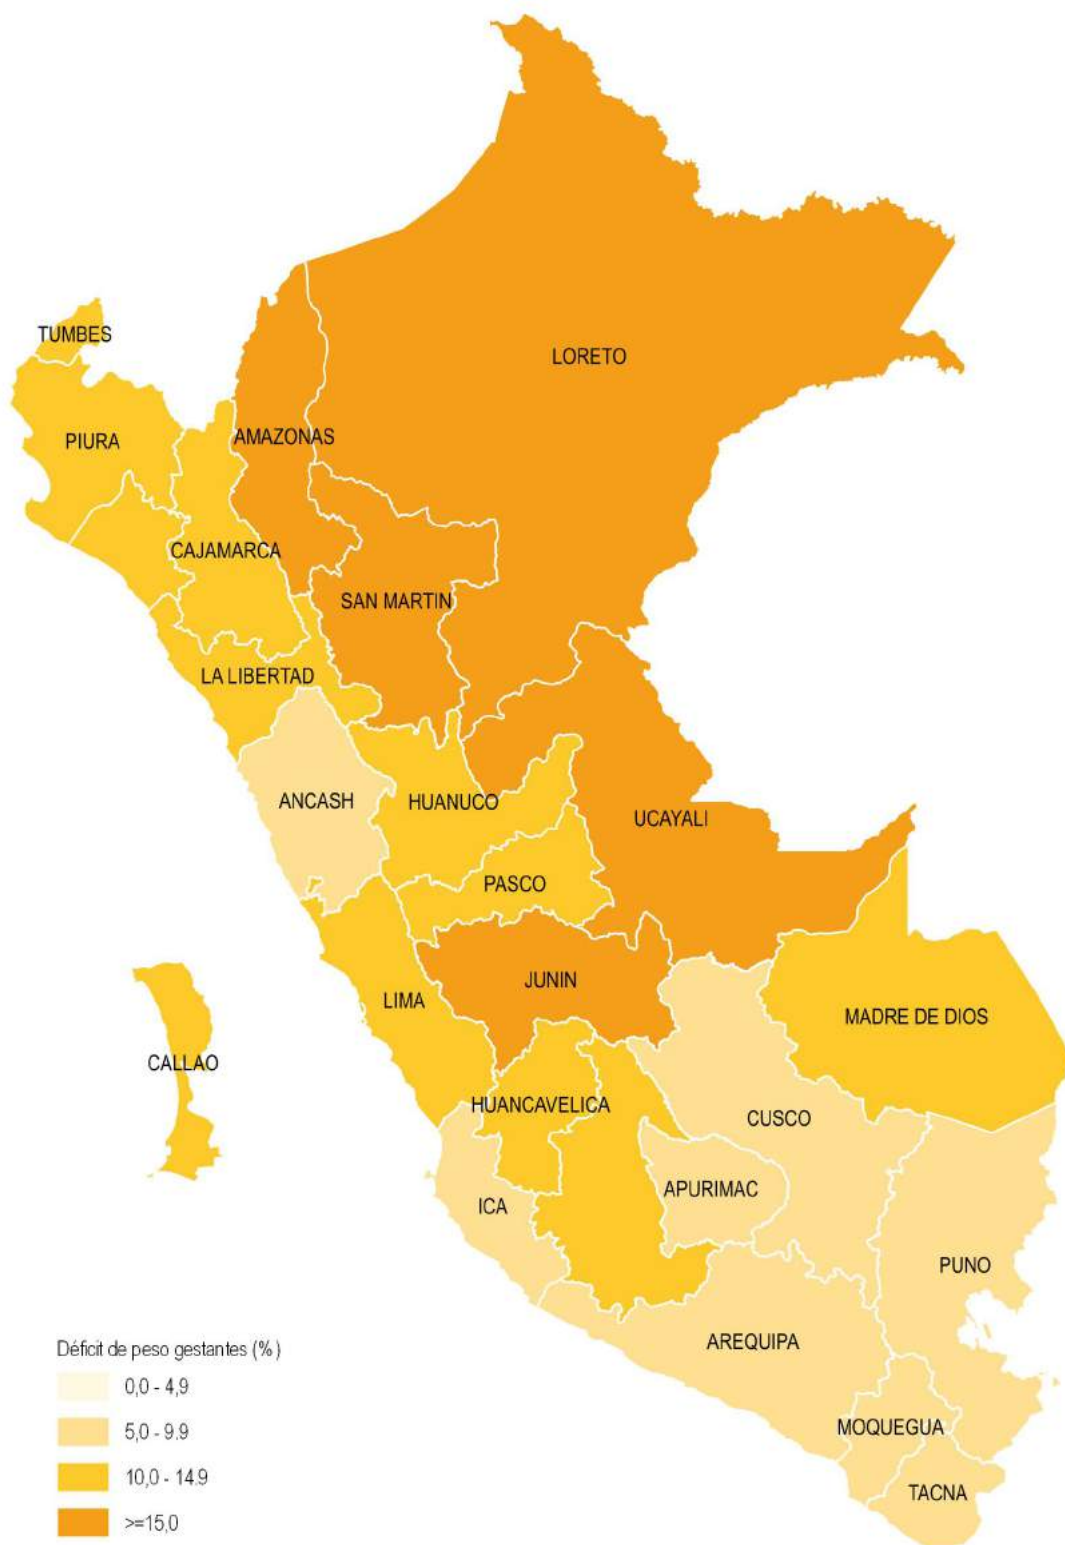 TUMBES
LORETO
PIURA
AMAZONAS
CAJAMARCA
SAN MARTIN
LA LIBERTAD
ANCASH
HUANUCO
UCAYALI
PASCO
JUNIN
LIMA
MADRE DE DIOS
CALLAO
HUANCAVELICA
CUSCO
APURIMAC
ICA
PUNO
AREQUIPA
MOQUEGUA
TACNA
Déficit de peso gestantes (%)
0,0 - 4,9
5,0 - 9.9
10,0 - 14.9
>=15,0